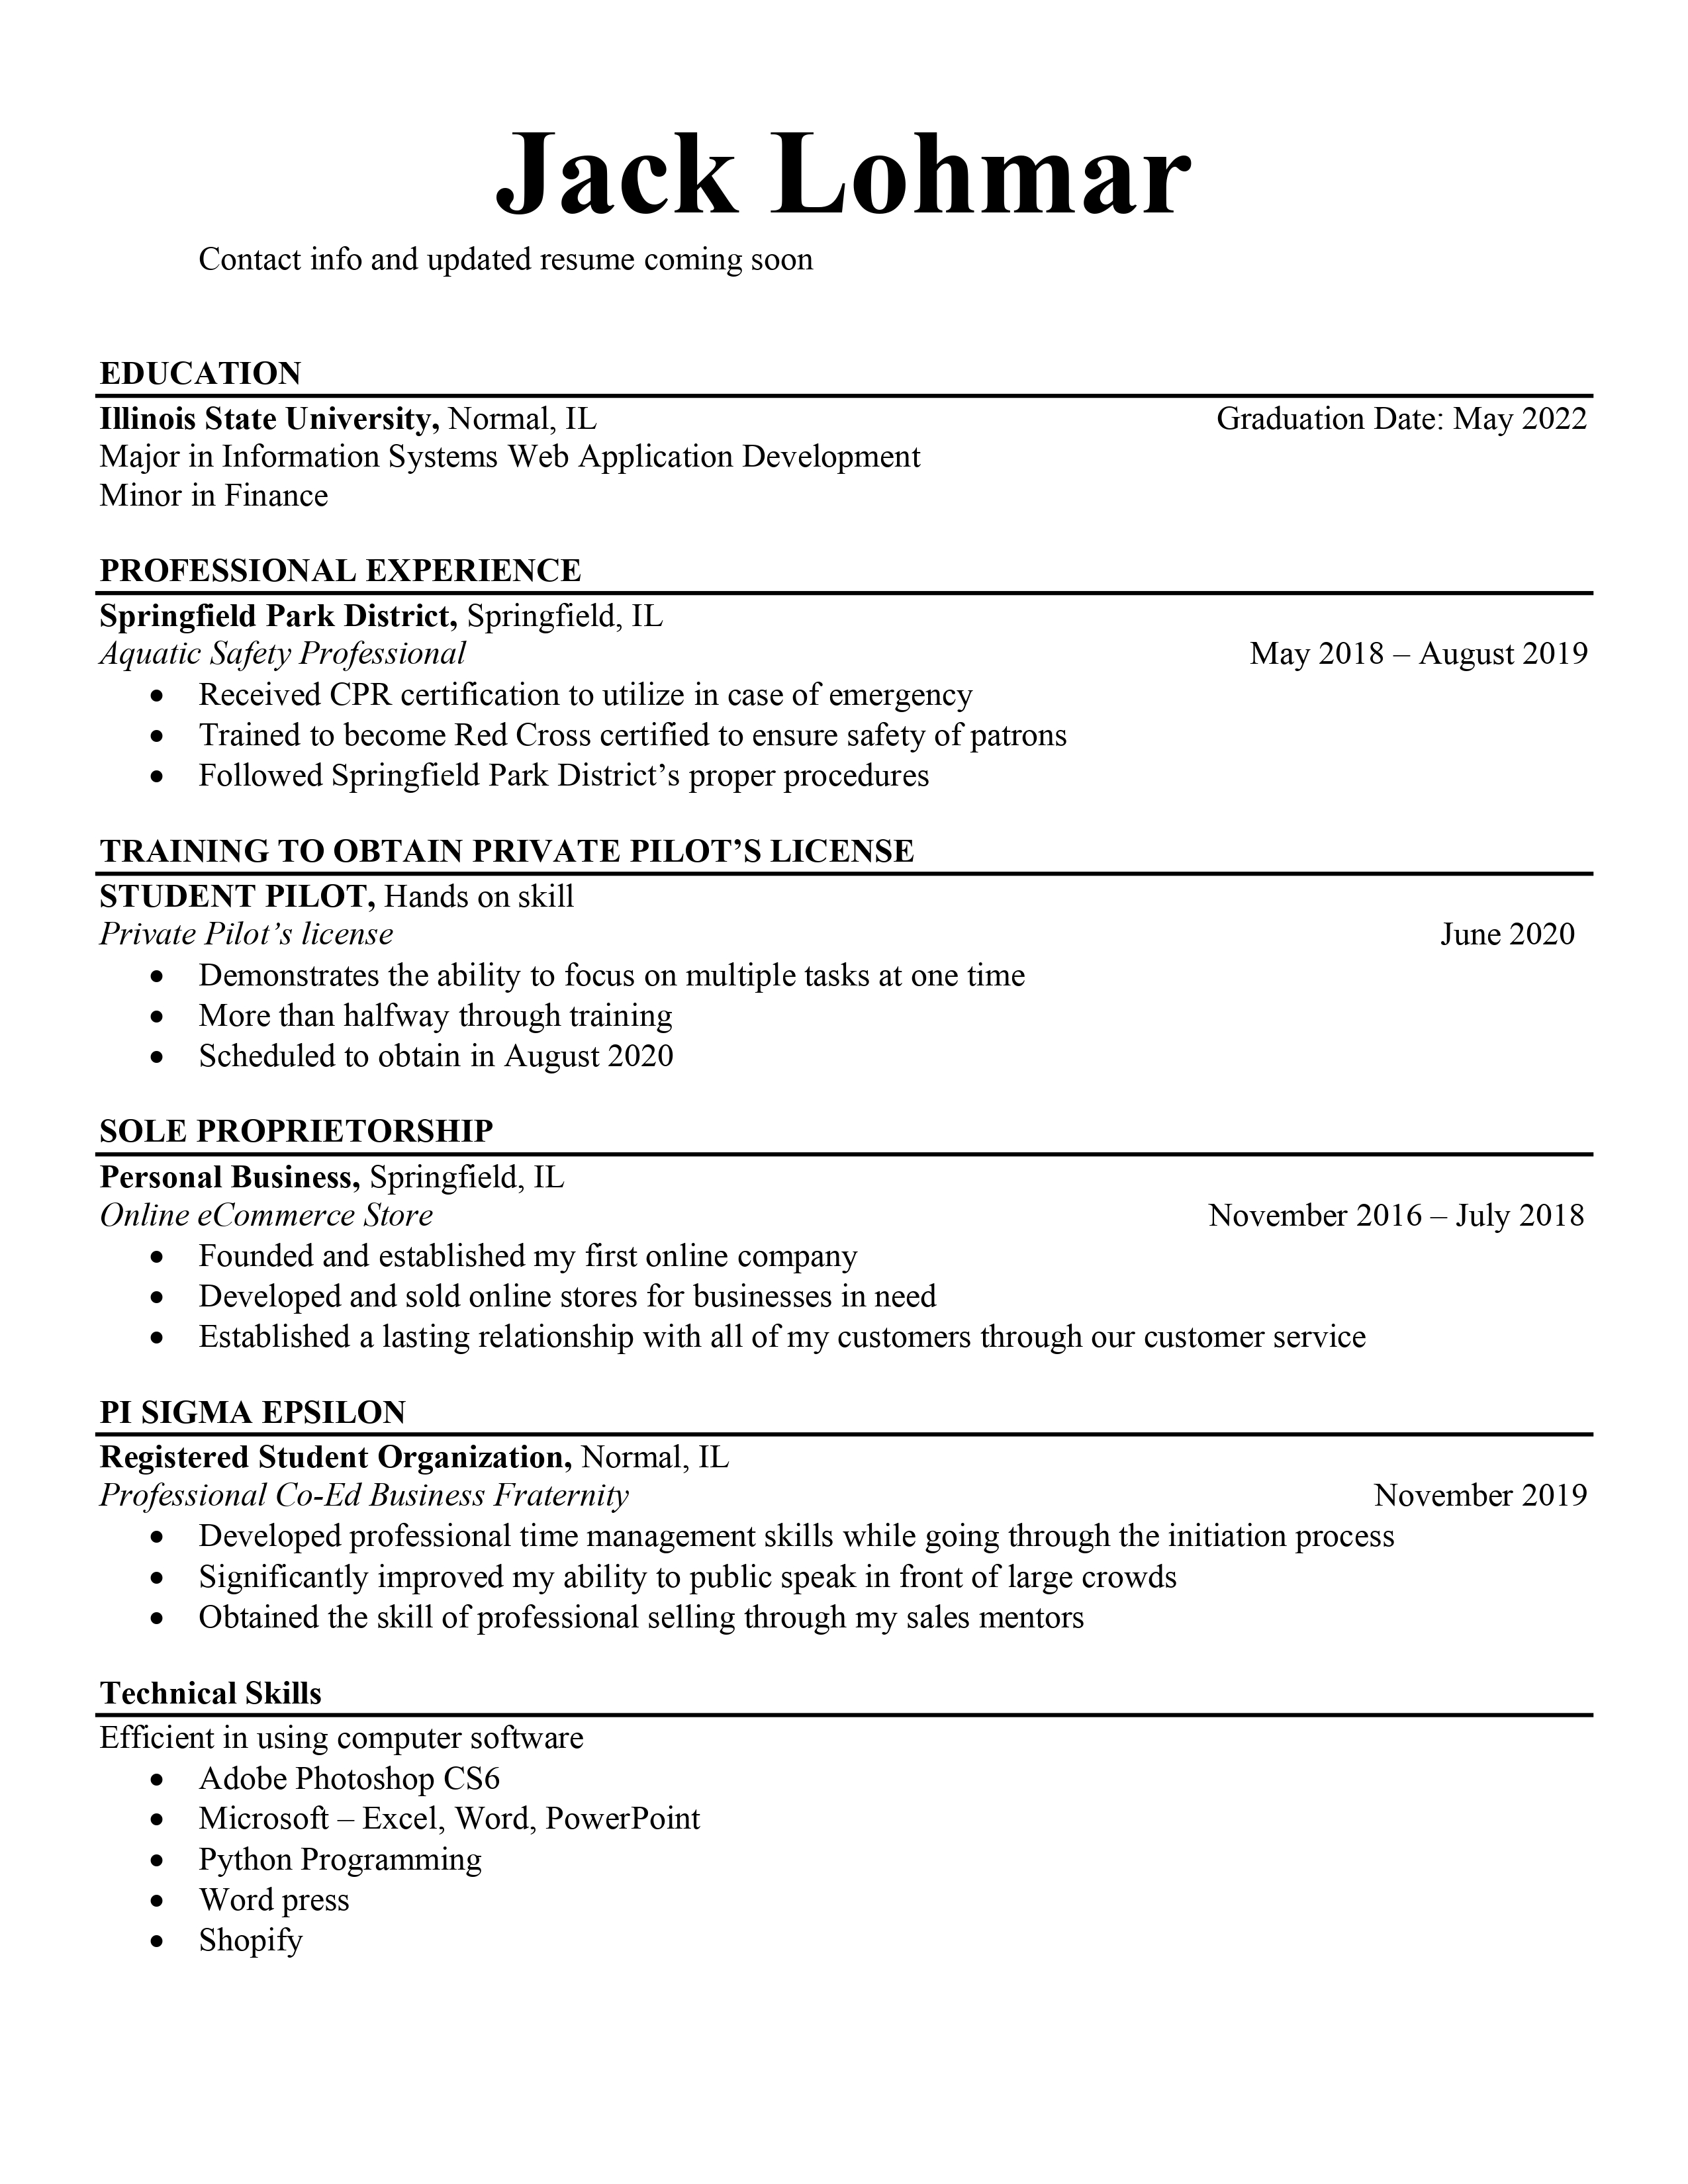 Jack Lohmar
Contact info and updated resume coming soon
EDUCATION
Illinois State University, Normal, IL Graduation Date: May 2022
Major in Information Systems Web Application Development
Minor in Finance
PROFESSIONAL EXPERIENCE
Springfield Park District, Springfield, IL
Aquatic Safety Professional May 2018 – August 2019
• Received CPR certification to utilize in case of emergency
• Trained to become Red Cross certified to ensure safety of patrons
• Followed Springfield Park District’s proper procedures
TRAINING TO OBTAIN PRIVATE PILOT’S LICENSE
STUDENT PILOT, Hands on skill
Private Pilot’s license June 2020
• Demonstrates the ability to focus on multiple tasks at one time
• More than halfway through training
• Scheduled to obtain in August 2020
SOLE PROPRIETORSHIP
Personal Business, Springfield, IL
Online eCommerce Store November 2016 – July 2018
• Founded and established my first online company
• Developed and sold online stores for businesses in need
• Established a lasting relationship with all of my customers through our customer service
PI SIGMA EPSILON
Registered Student Organization, Normal, IL
Professional Co-Ed Business Fraternity November 2019
• Developed professional time management skills while going through the initiation process
• Significantly improved my ability to public speak in front of large crowds
• Obtained the skill of professional selling through my sales mentors
Technical Skills
Efficient in using computer software
• Adobe Photoshop CS6
• Microsoft – Excel, Word, PowerPoint
• Python Programming
• Word press
• Shopify